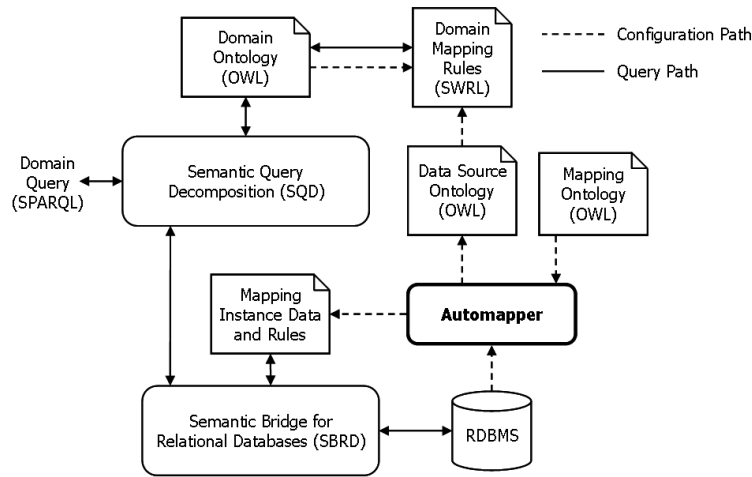 Domain
Ontology
(OWL)
Domain
Mapping
Rules
(SWRL)
Configuration Path
Query Path
Domain
Query
(SPARQL)
Semantic Query
Decomposition (SQD)
Data Source
Ontology
(OWL)
Mapping
Ontology
(OWL)
Mapping
Instance Data
and Rules
Automapper
Semantic Bridge for
Relational Databases (SBRD)
RDBMS